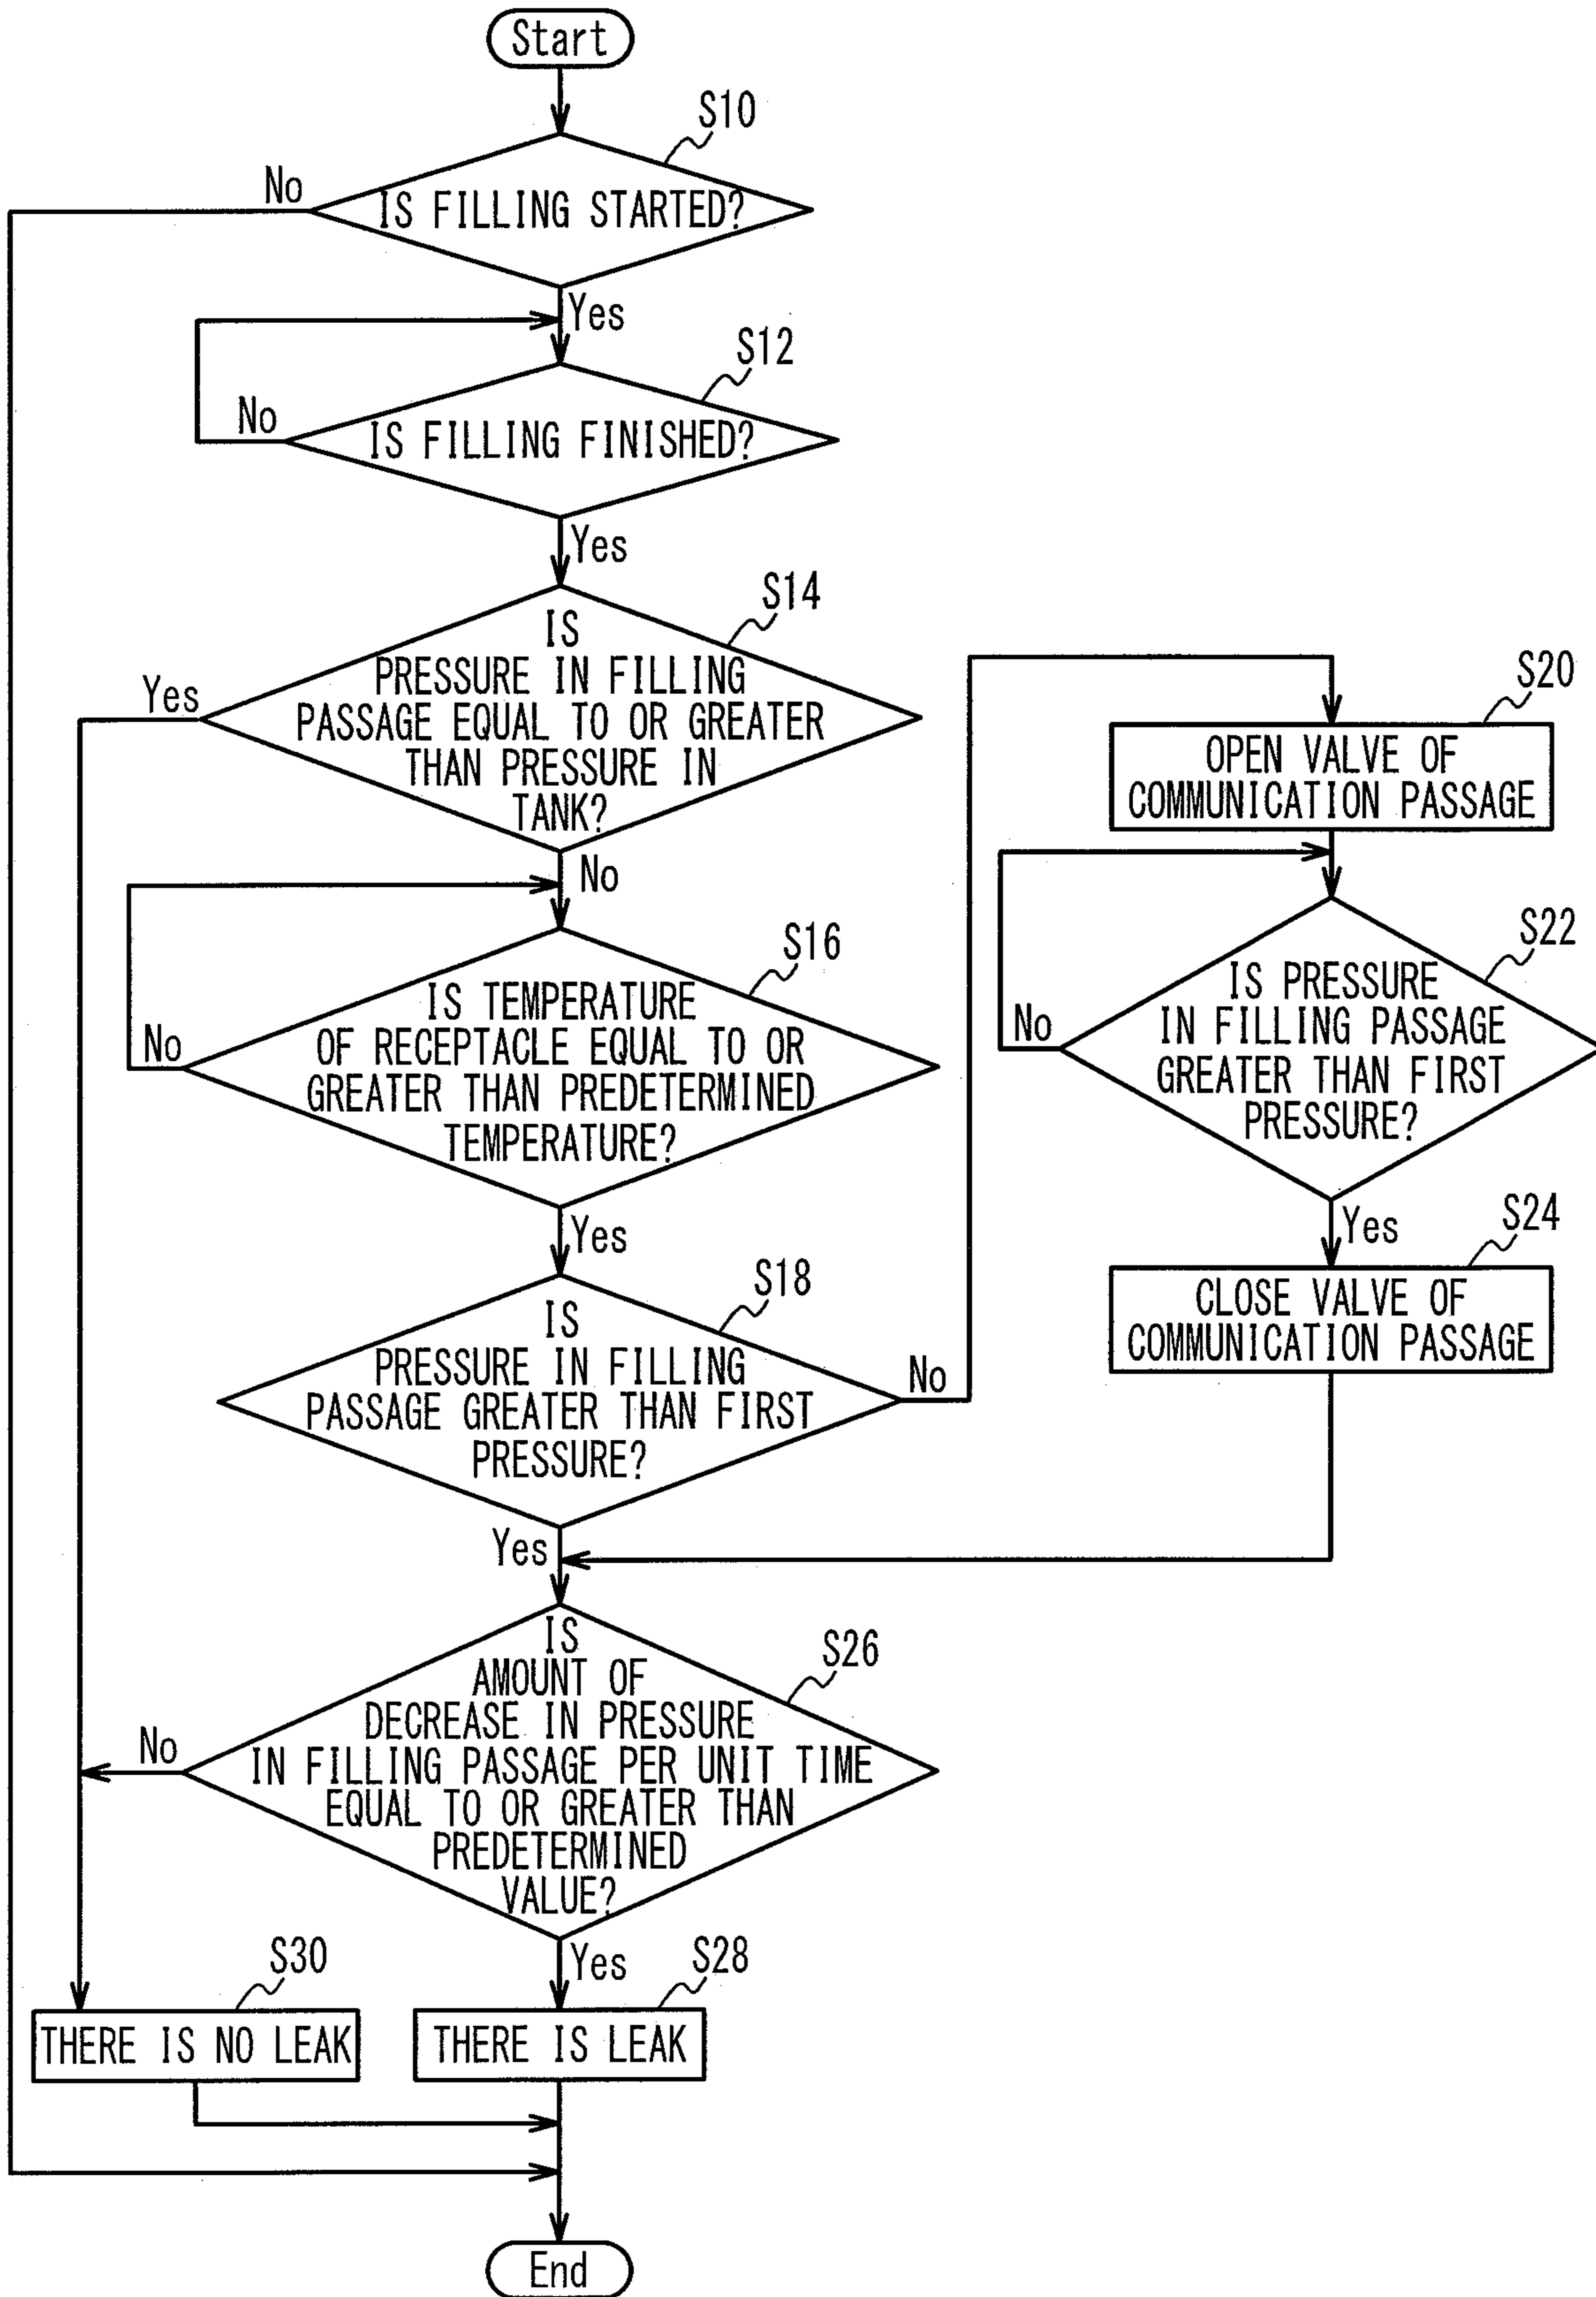 Start
S10
No
IS FILLING STARTED?
Yes
S12
No
IS FILLING FINISHED?
Yes
S14
Yes
IS
PRESSURE IN FILLING
PASSAGE EQUAL TO OR GREATER
THAN PRESSURE IN
TANK?
No
S16
No
IS TEMPERATURE
OF RECEPTACLE EQUAL TO OR
GREATER THAN PREDETERMINED
TEMPERATURE?
Yes
S18
IS
PRESSURE IN FILLING
PASSAGE GREATER THAN FIRST
PRESSURE?
No
Yes
S20
OPEN VALVE OF
COMMUNICATION PASSAGE
S22
No
IS PRESSURE
IN FILLING PASSAGE
GREATER THAN FIRST
PRESSURE?
Yes
S24
CLOSE VALVE OF
COMMUNICATION PASSAGE
S26
No
IS
AMOUNT OF
DECREASE IN PRESSURE
IN FILLING PASSAGE PER UNIT TIME
EQUAL TO OR GREATER THAN
PREDETERMINED
VALUE?
Yes
S30
THERE IS NO LEAK
S28
THERE IS LEAK
End